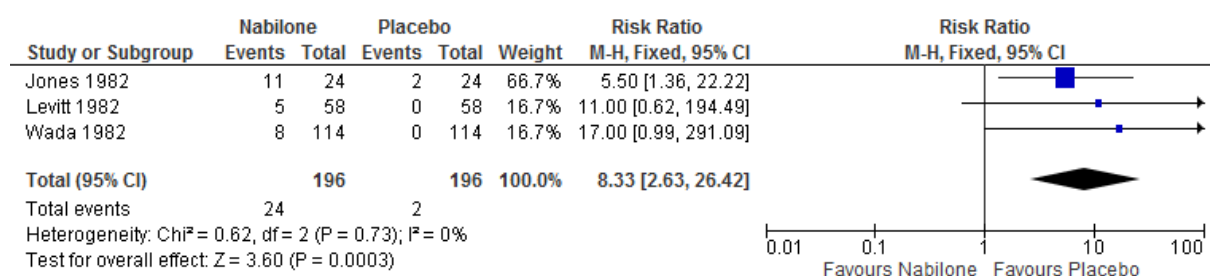 Nabilone Placebo Risk Ratio Risk Ratio
Study or Subgroup Events Total Events Total Weight M-H, Fixed, 95% CI M-H, Fixed, 95% CI
Jones 1982 11 24 2 24 66.7% 5.50 [1.36, 22.22]
Levitt 1982 5 58 0 58 16.7% 11.00 [0.62, 194.49]
Wada 1982 8 114 0 114 16.7% 17.00 [0.99, 291.09]
Total (95% CI) 196 196 100.0% 8.33 [2.63, 26.42]
Total events 24 2
Heterogeneity: Chi² = 0.62, df = 2 (P = 0.73); I² = 0%
Test for overall effect: Z = 3.60 (P = 0.0003)
0.01 0.1 1 10 100
Favours Nabilone Favours Placebo